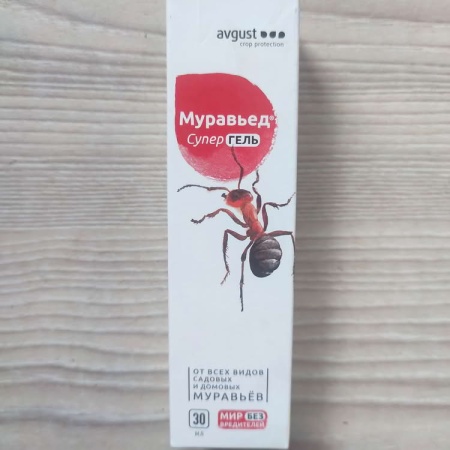 avgust
crop protection
Муравьед®
Супер ГЕЛЬ
ОТ ВСЕХ ВИДОВ
САДОВЫХ
И ДОМОВЫХ
МУРАВЬЁВ
30 МИР БЕЗ
мл ВРЕДИТЕЛЕЙ